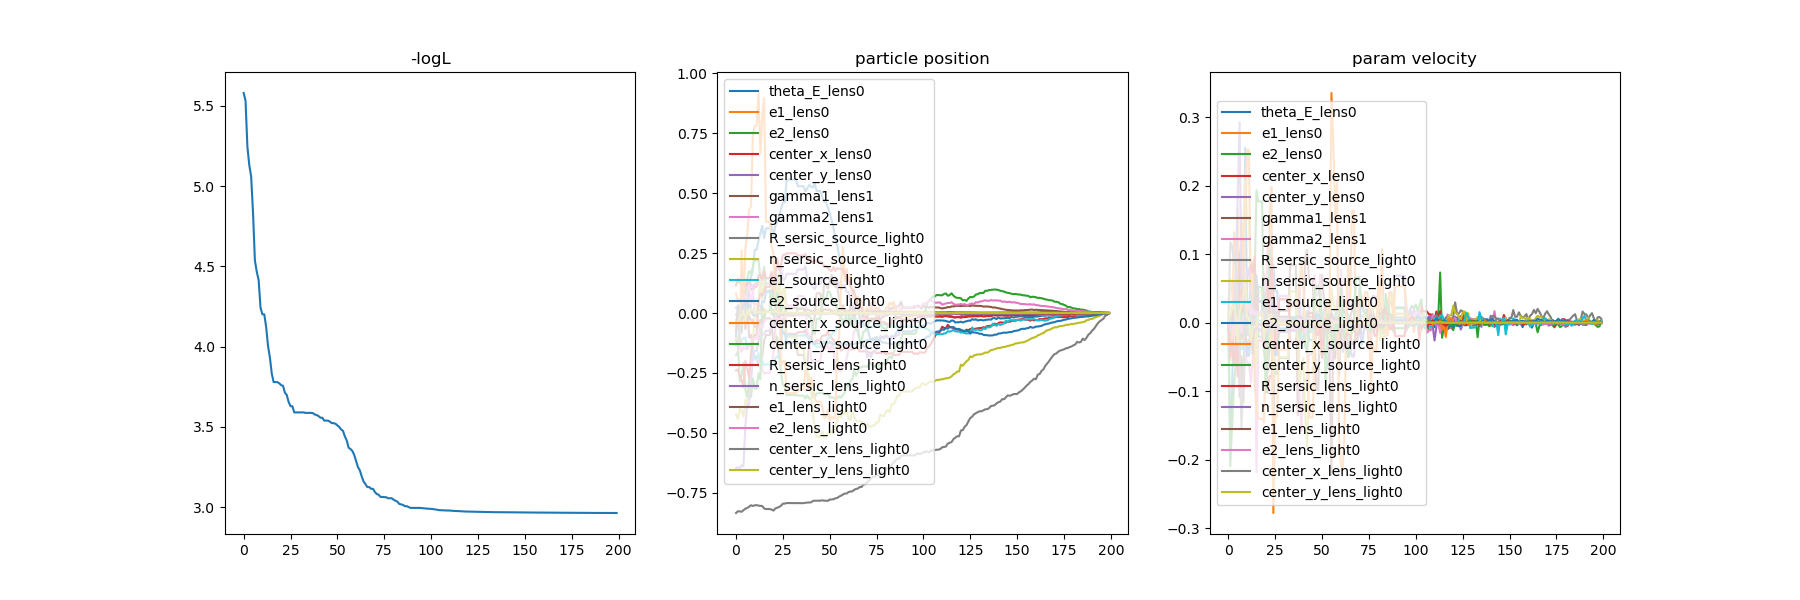 -logL
5.5
5.0
4.5
4.0
3.5
3.0
0 25 50 75 100 125 150 175 200
particle position
1.00
0.75
0.50
0.25
0.00
−0.25
−0.50
−0.75
theta_E_lens0
e1_lens0
e2_lens0
center_x_lens0
center_y_lens0
gamma1_lens1
gamma2_lens1
R_sersic_source_light0
n_sersic_source_light0
e1_source_light0
e2_source_light0
center_x_source_light0
center_y_source_light0
R_sersic_lens_light0
n_sersic_lens_light0
e1_lens_light0
e2_lens_light0
center_x_lens_light0
center_y_lens_light0
0 25 50 75 100 125 150 175 200
param velocity
0.3
0.2
0.1
0.0
−0.1
−0.2
−0.3
theta_E_lens0
e1_lens0
e2_lens0
center_x_lens0
center_y_lens0
gamma1_lens1
gamma2_lens1
R_sersic_source_light0
n_sersic_source_light0
e1_source_light0
e2_source_light0
center_x_source_light0
center_y_source_light0
R_sersic_lens_light0
n_sersic_lens_light0
e1_lens_light0
e2_lens_light0
center_x_lens_light0
center_y_lens_light0
0 25 50 75 100 125 150 175 200